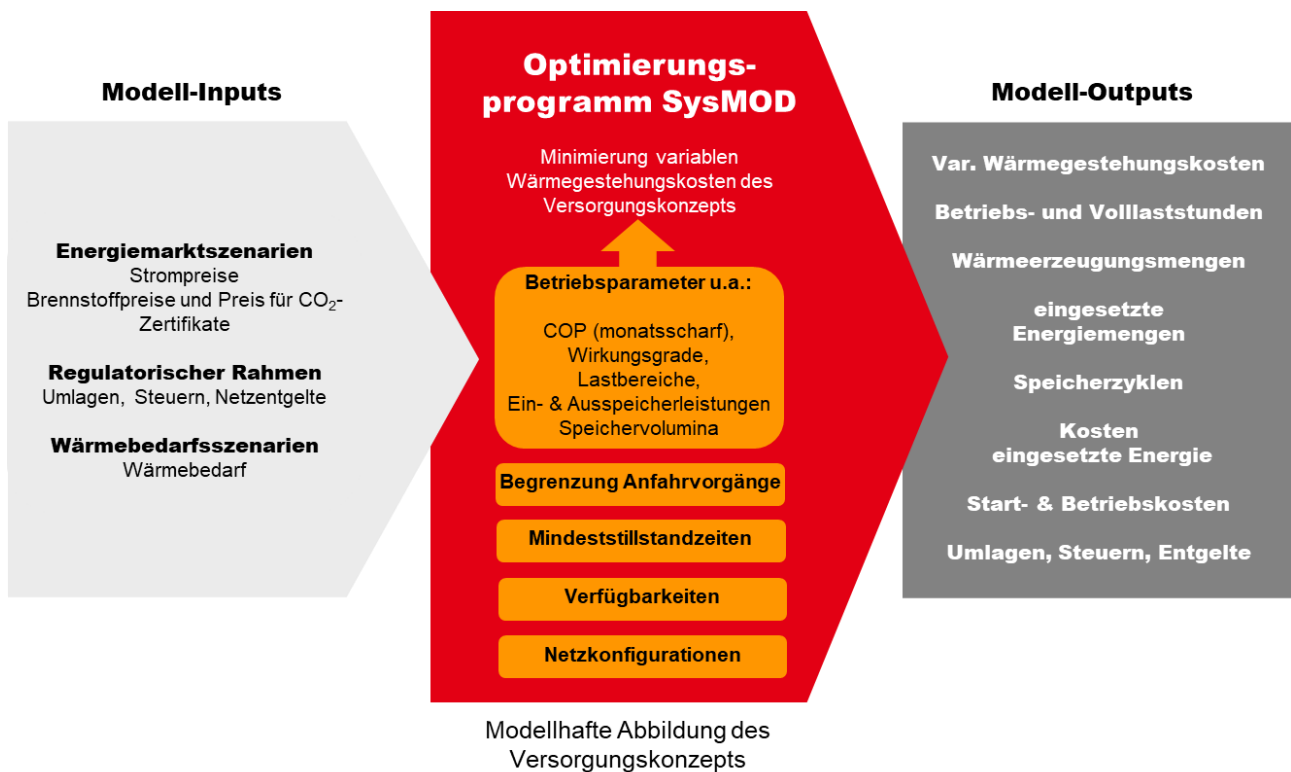 Modell-Inputs
Energiemarktszenarien
Strompreise
Brennstoffpreise und Preis für CO₂-
Zertifikate
Regulatorischer Rahmen
Umlagen, Steuern, Netzentgelte
Wärmebedarfsszenarien
Wärmebedarf
Optimierungs-
programm SysMOD
Minimierung variablen
Wärmegestehungskosten des
Versorgungskonzepts
Betriebsparameter u.a.:
COP (monatsscharf),
Wirkungsgrade,
Lastbereiche,
Ein- & Ausspeicherleistungen
Speichervolumina
Begrenzung Anfahrvorgänge
Mindeststillstandzeiten
Verfügbarkeiten
Netzkonfigurationen
Modellhafte Abbildung des
Versorgungskonzepts
Modell-Outputs
Var. Wärmegestehungskosten
Betriebs- und Volllaststunden
Wärmeerzeugungsmengen
eingesetzte
Energiemengen
Speicherzyklen
Kosten
eingesetzte Energie
Start- & Betriebskosten
Umlagen, Steuern, Entgelte